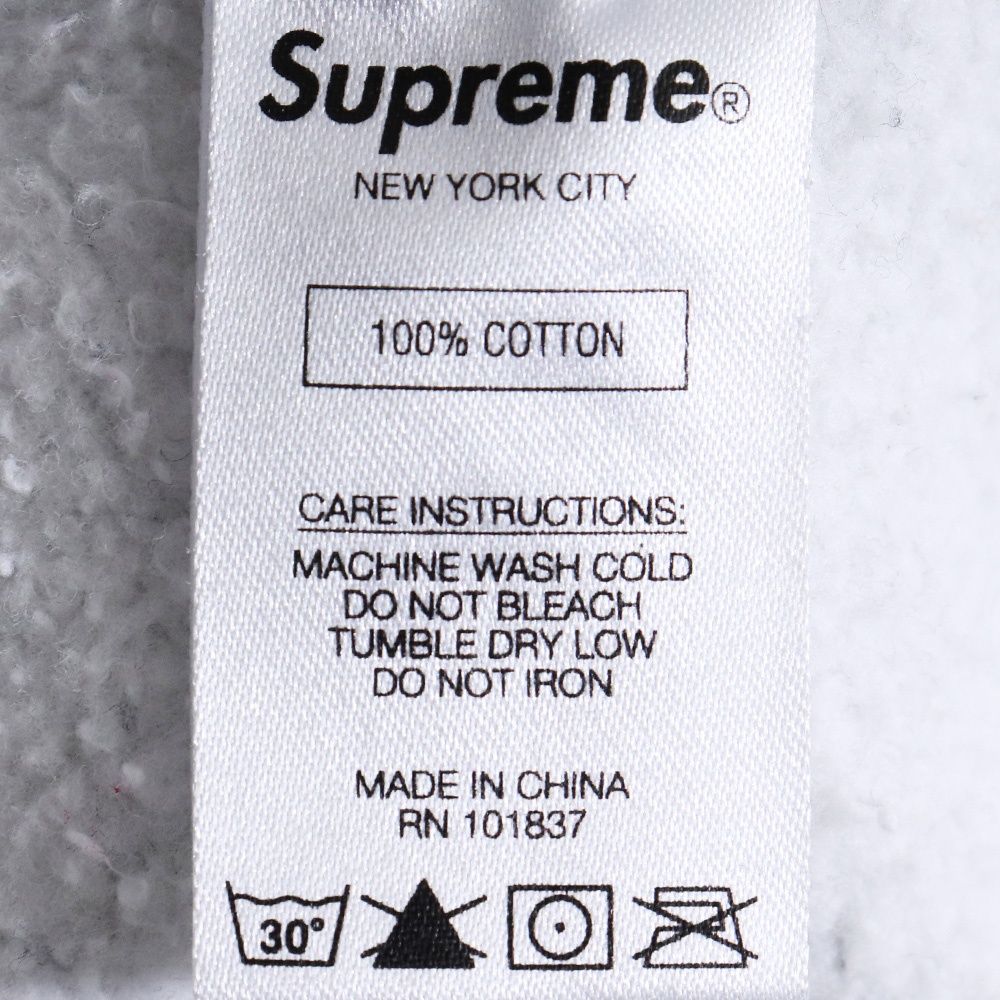 Supreme®
NEW YORK CITY
100% COTTON
CARE INSTRUCTIONS:
MACHINE WASH COLD
DO NOT BLEACH
TUMBLE DRY LOW
DO NOT IRON
MADE IN CHINA
RN 101837
30°